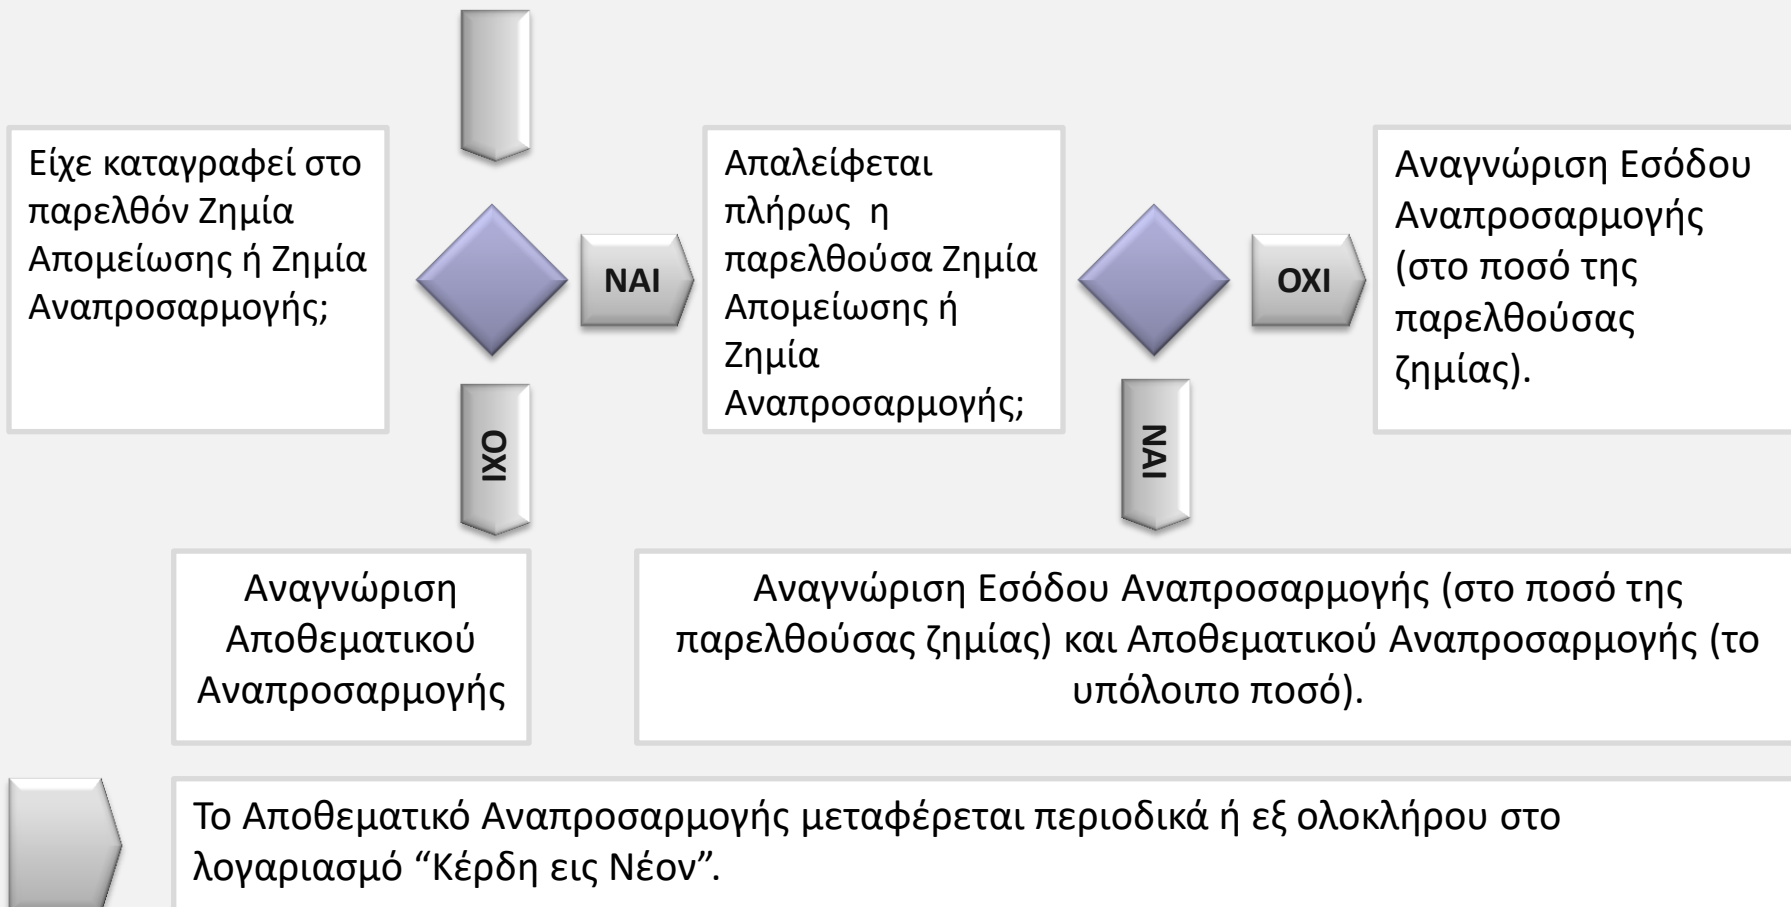 Είχε καταγραφεί στο
παρελθόν Ζημία
Απομείωσης ή Ζημία
Αναπροσαρμογής;
ΝΑΙ
ΟΧΙ
Απαλείφεται
πλήρως η
παρελθούσα Ζημία
Απομείωσης ή
Ζημία
Αναπροσαρμογής;
ΟΧΙ
ΝΑΙ
Αναγνώριση Εσόδου
Αναπροσαρμογής
(στο ποσό της
παρελθούσας
ζημίας).
Αναγνώριση
Αποθεματικού
Αναπροσαρμογής
Αναγνώριση Εσόδου Αναπροσαρμογής (στο ποσό της
παρελθούσας ζημίας) και Αποθεματικού Αναπροσαρμογής (το
υπόλοιπο ποσό).
Το Αποθεματικό Αναπροσαρμογής μεταφέρεται περιοδικά ή εξ ολοκλήρου στο
λογαριασμό “Κέρδη εις Νέον”.